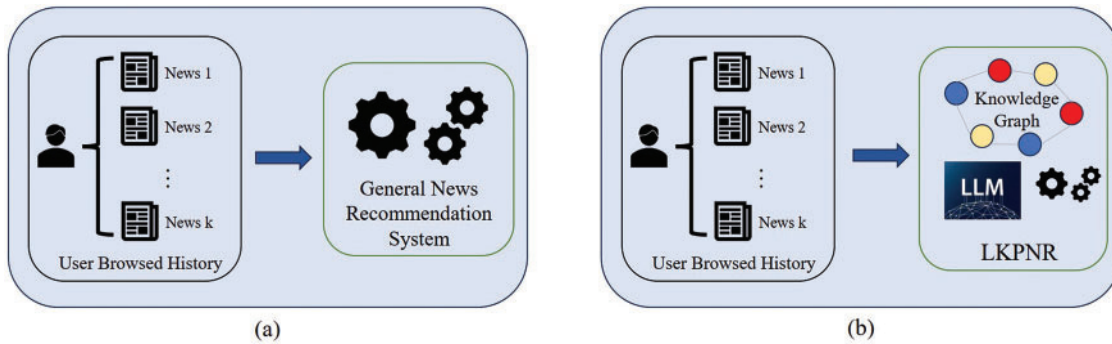 News 1
News 2
⋮
News k
User Browsed History
General News
Recommendation
System
(a)
News 1
News 2
⋮
News k
User Browsed History
Knowledge
Graph
LLM
LKPNR
(b)